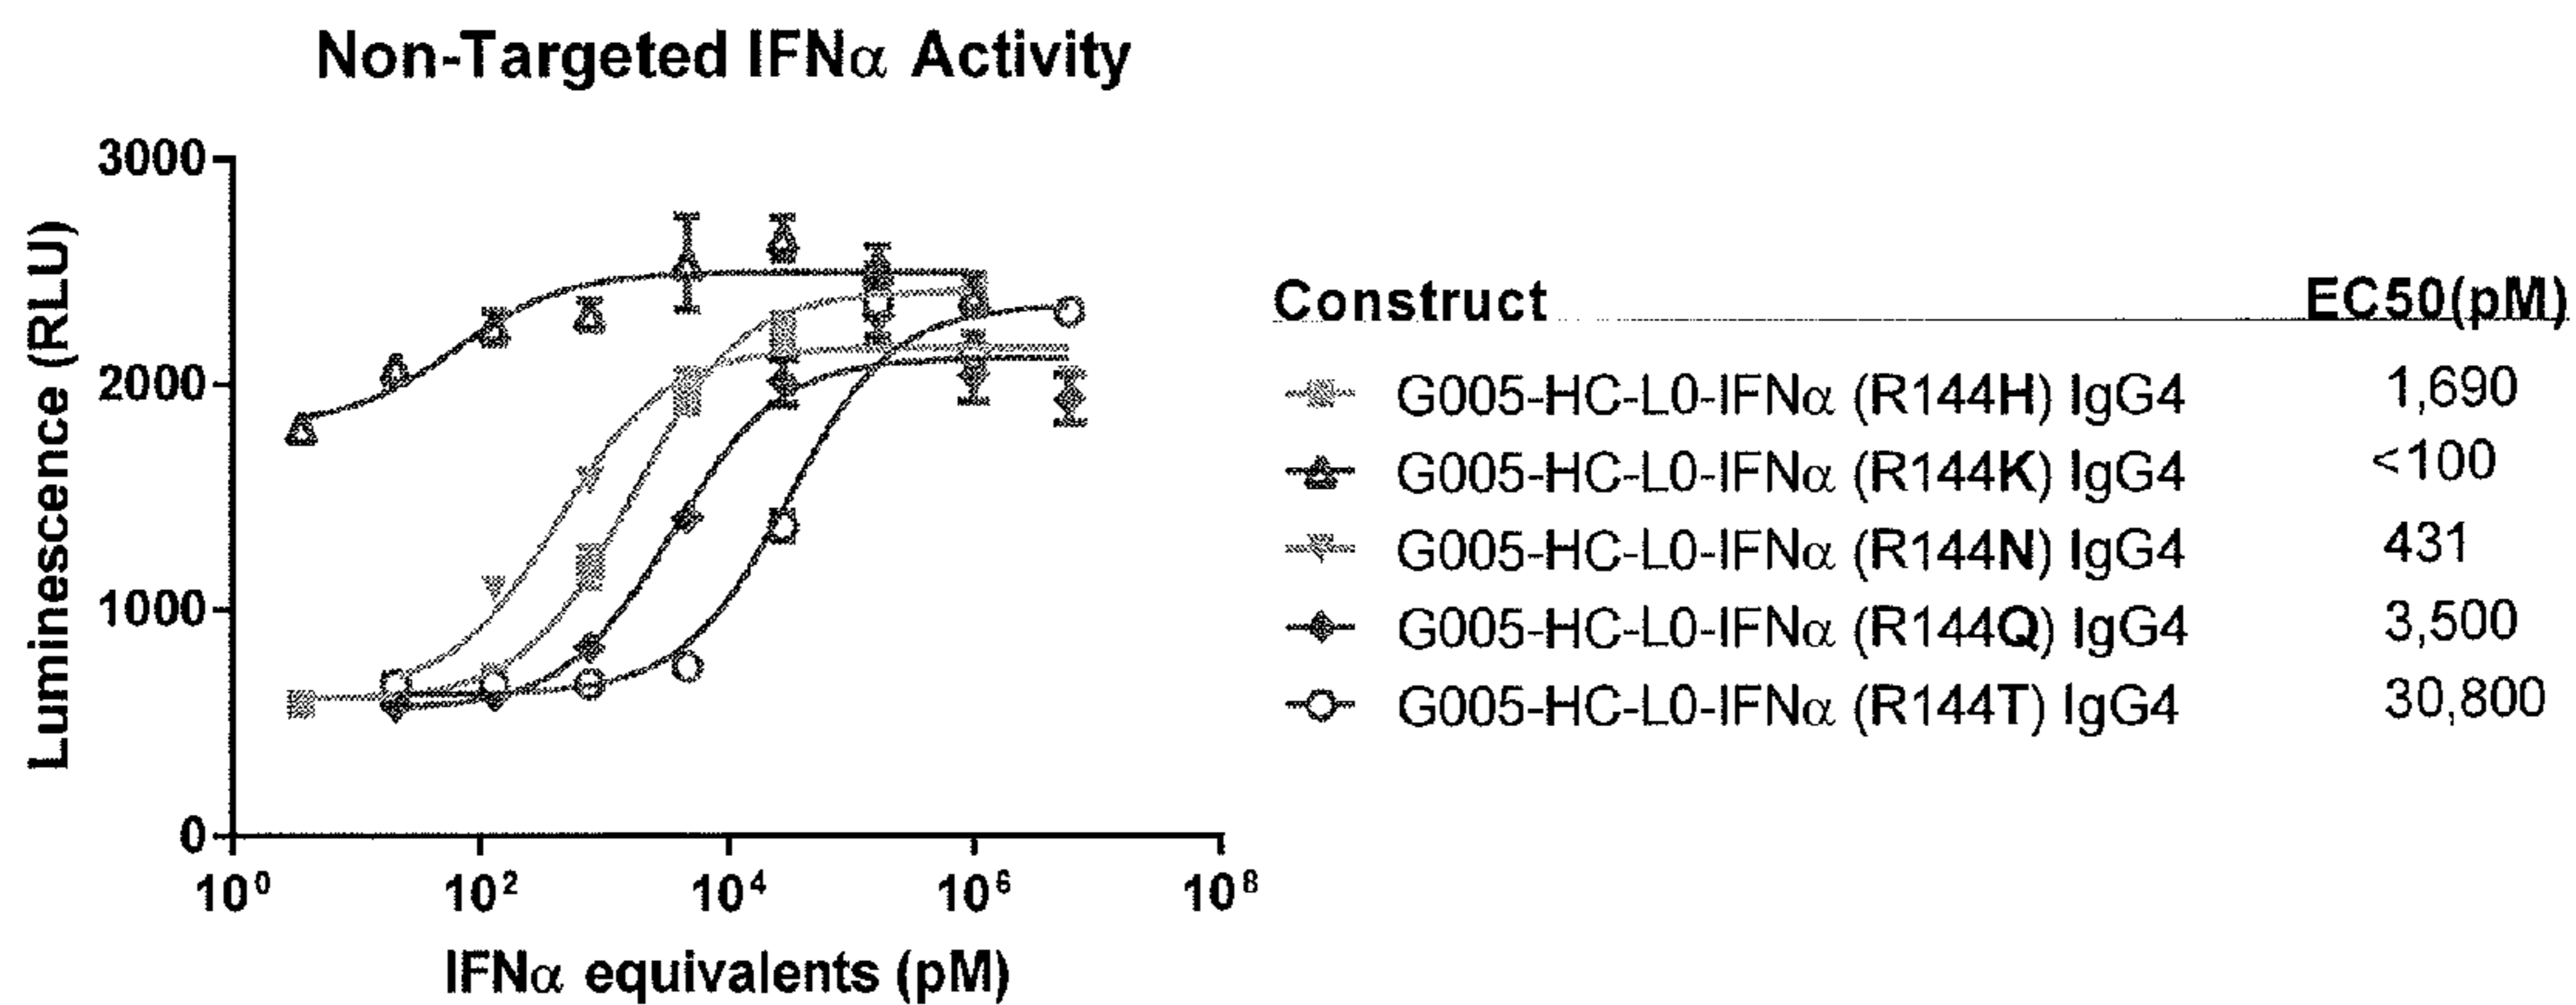 Non-Targeted IFNα Activity
3000
2000
1000
0
Luminescence (RLU)
10⁰ 10² 10⁴ 10⁶ 10⁸
IFNα equivalents (pM)
Construct EC50(pM)
G005-HC-L0-IFNα (R144H) IgG4 1,690
G005-HC-L0-IFNα (R144K) IgG4 <100
G005-HC-L0-IFNα (R144N) IgG4 431
G005-HC-L0-IFNα (R144Q) IgG4 3,500
G005-HC-L0-IFNα (R144T) IgG4 30,800